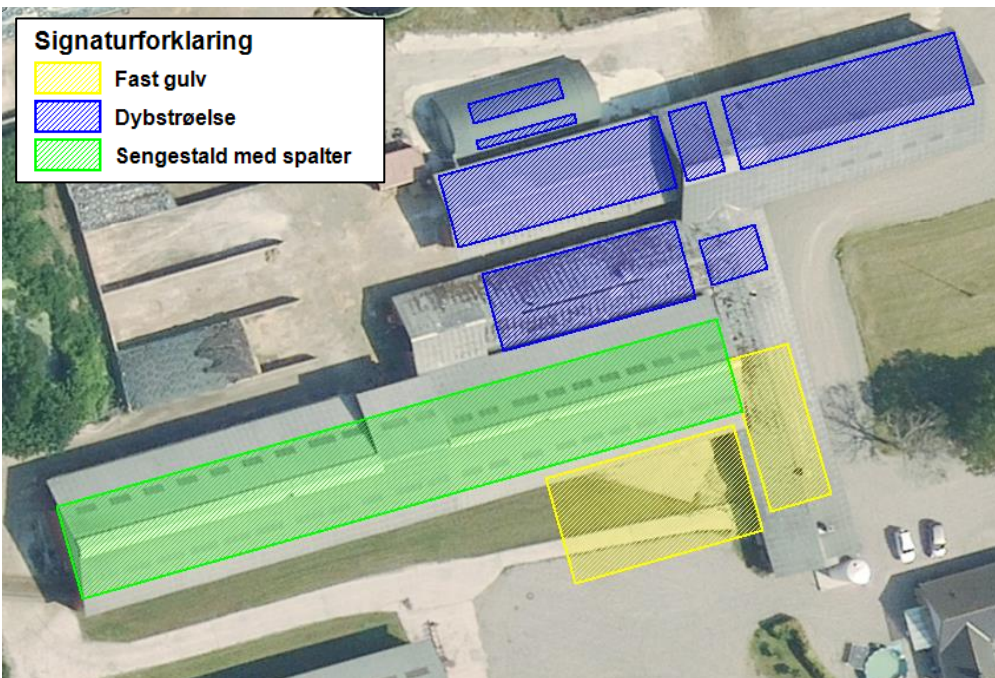 Signaturforklaring
Fast gulv
Dybstrøelse
Sengestald med spalter